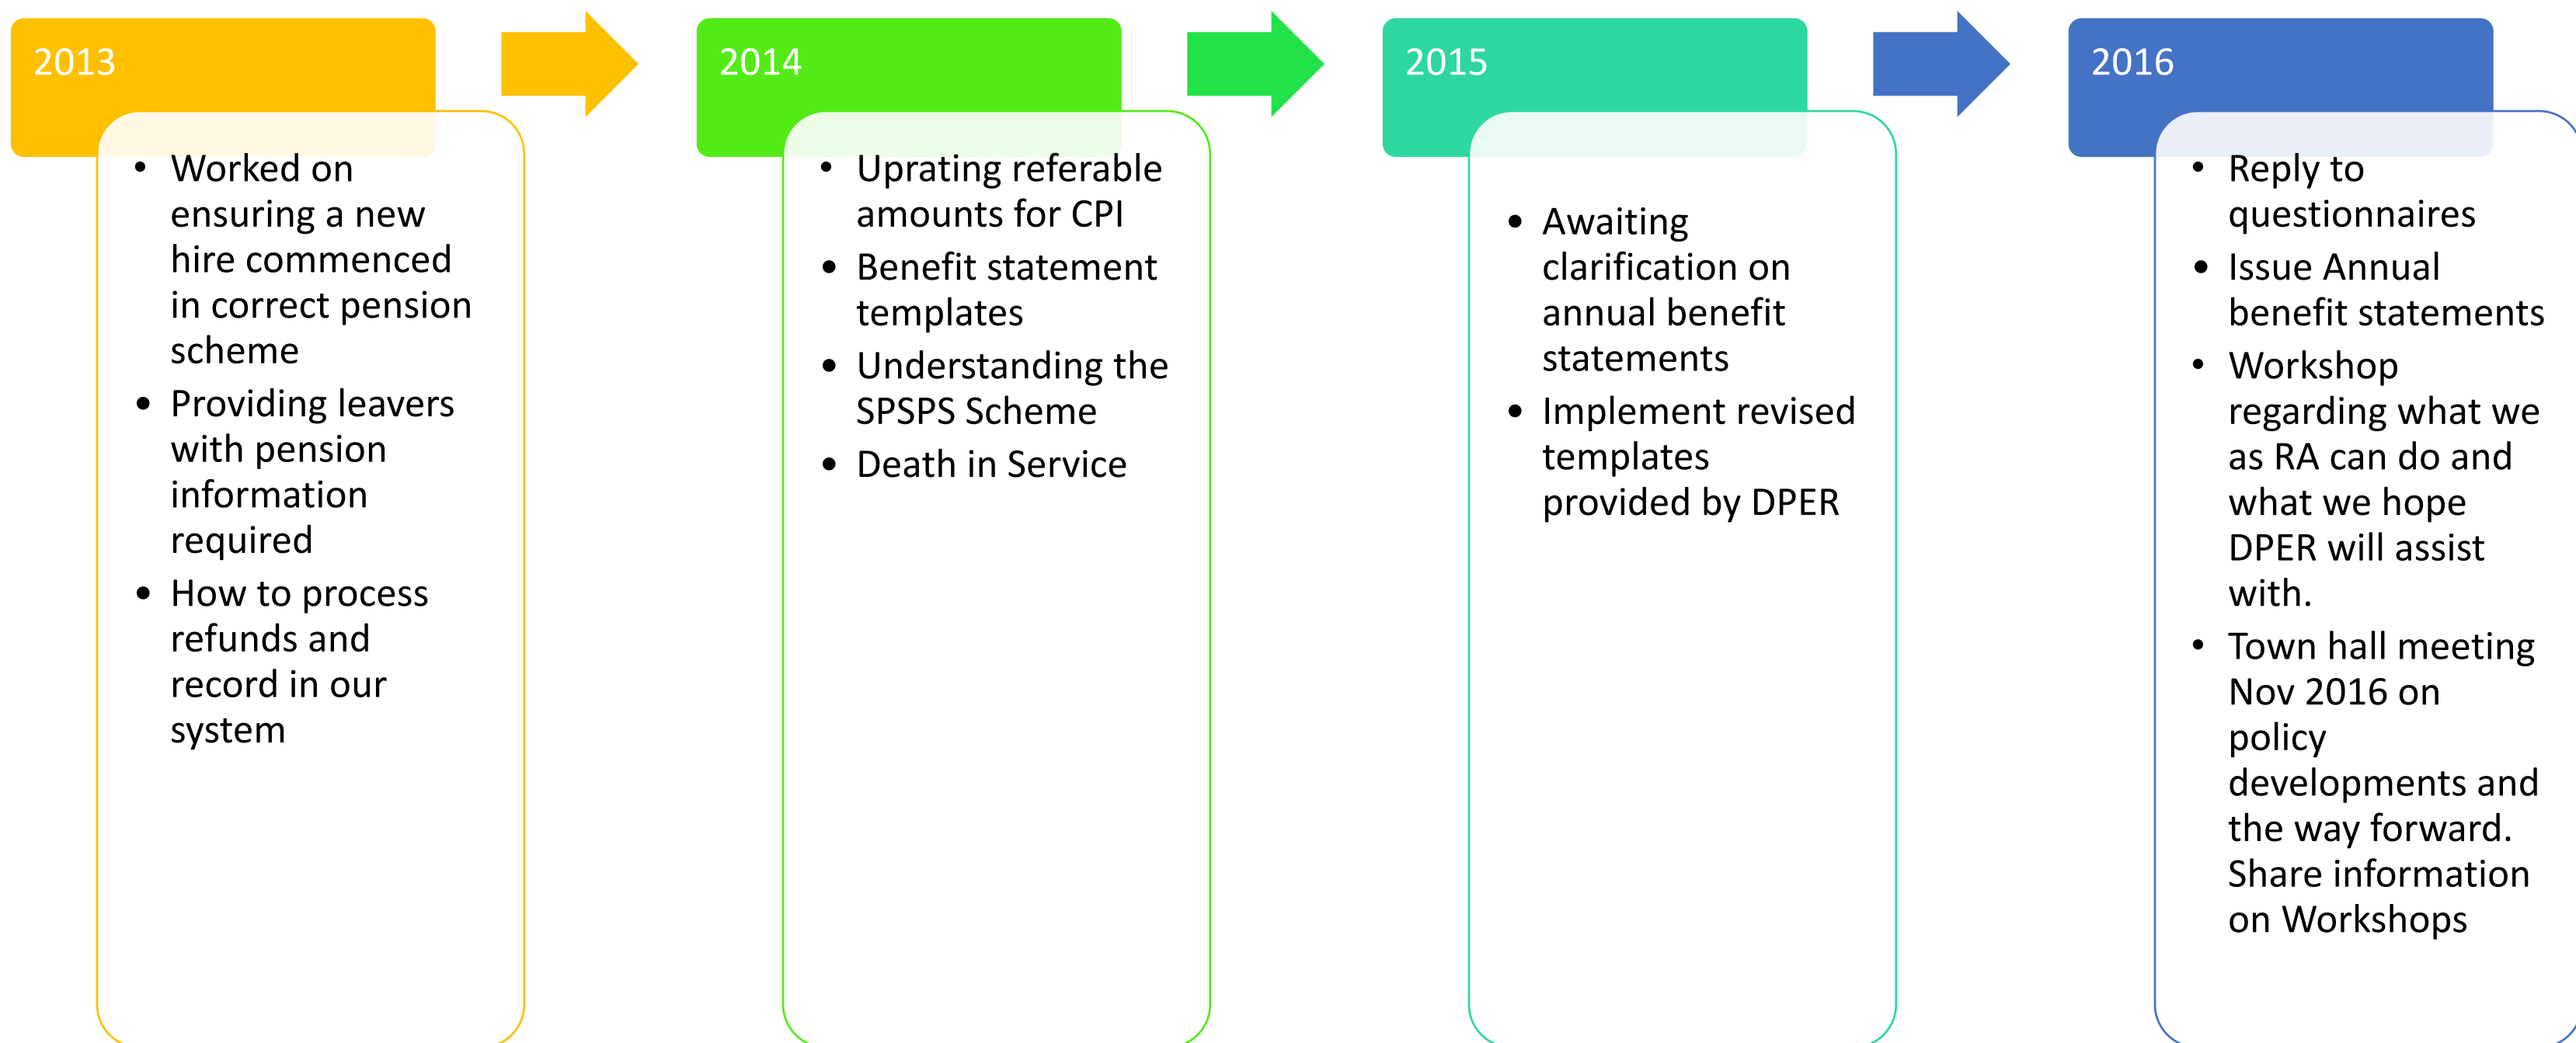 2013
• Worked on
ensuring a new
hire commenced
in correct pension
scheme
• Providing leavers
with pension
information
required
• How to process
refunds and
record in our
system
2014
• Uprating referable
amounts for CPI
• Benefit statement
templates
• Understanding the
SPSPS Scheme
• Death in Service
2015
• Awaiting
clarification on
annual benefit
statements
• Implement revised
templates
provided by DPER
2016
• Reply to
questionnaires
• Issue Annual
benefit statements
• Workshop
regarding what we
as RA can do and
what we hope
DPER will assist
with.
• Town hall meeting
Nov 2016 on
policy
developments and
the way forward.
Share information
on Workshops